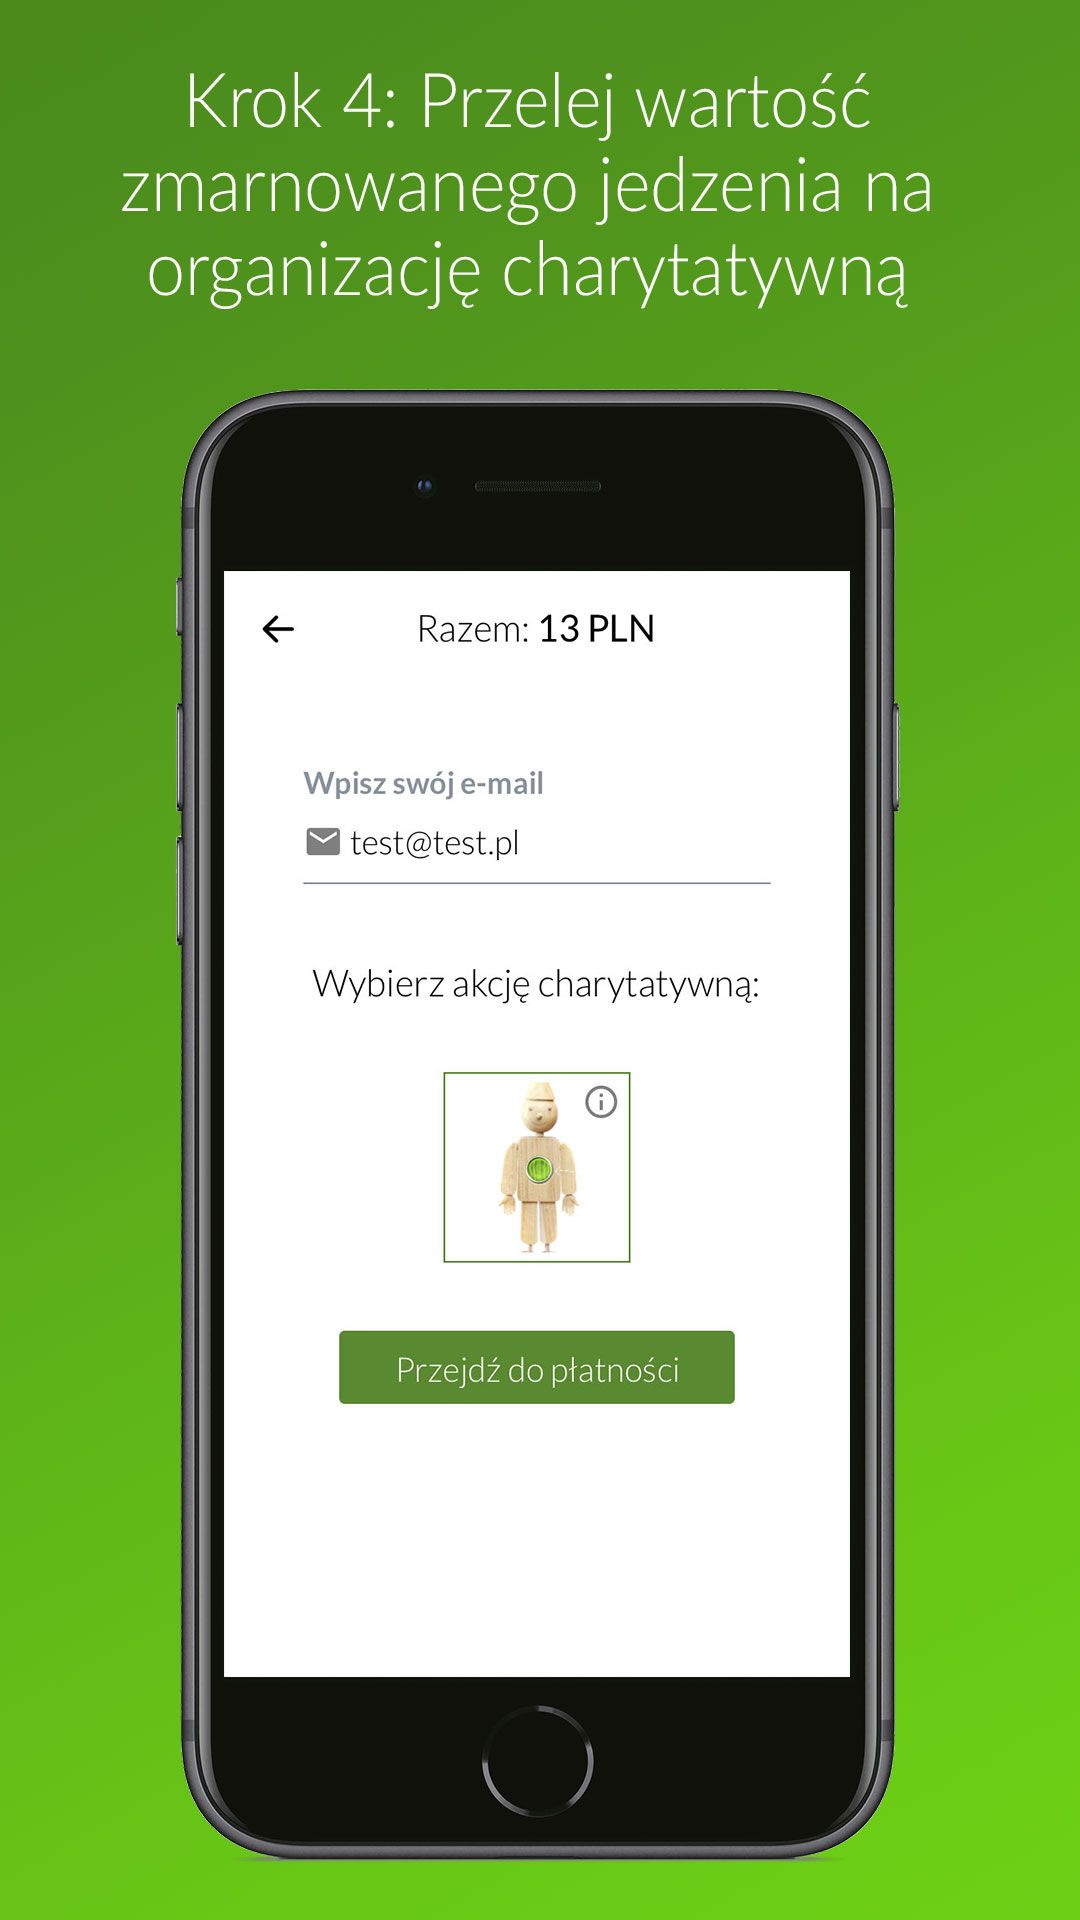 Krok 4: Przelej wartość
zmarnowanego jedzenia na
organizację charytatywną
Razem: 13 PLN
Wpisz swój e-mail
test@test.pl
Wybierz akcję charytatywną:
Przejdź do płatności